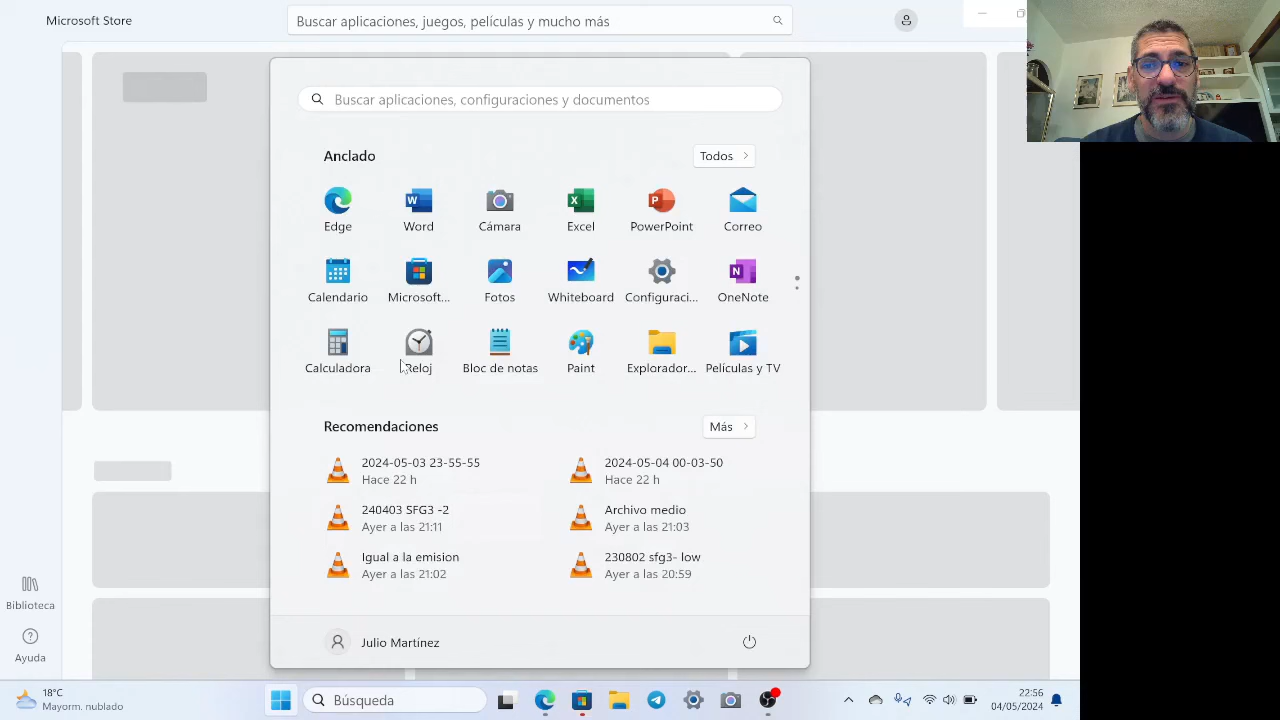 Microsoft Store
Buscar aplicaciones, juegos, películas y mucho más
Buscar aplicaciones, configuraciones y documentos
Anclado
Todos
Edge
Word
Cámara
Excel
PowerPoint
Correo
Calendario
Microsoft...
Fotos
Whiteboard
Configuraci...
OneNote
Calculadora
Reloj
Bloc de notas
Paint
Explorador...
Películas y TV
Recomendaciones
Más
2024-05-03 23-55-55
Hace 22 h
2024-05-04 00-03-50
Hace 22 h
240403 SFG3 -2
Ayer a las 21:11
Archivo medio
Ayer a las 21:03
Igual a la emision
Ayer a las 21:02
230802 sfg3- low
Ayer a las 20:59
Biblioteca
Ayuda
Julio Martínez
18°C
Mayorm. nublado
Búsqueda
22:56
04/05/2024